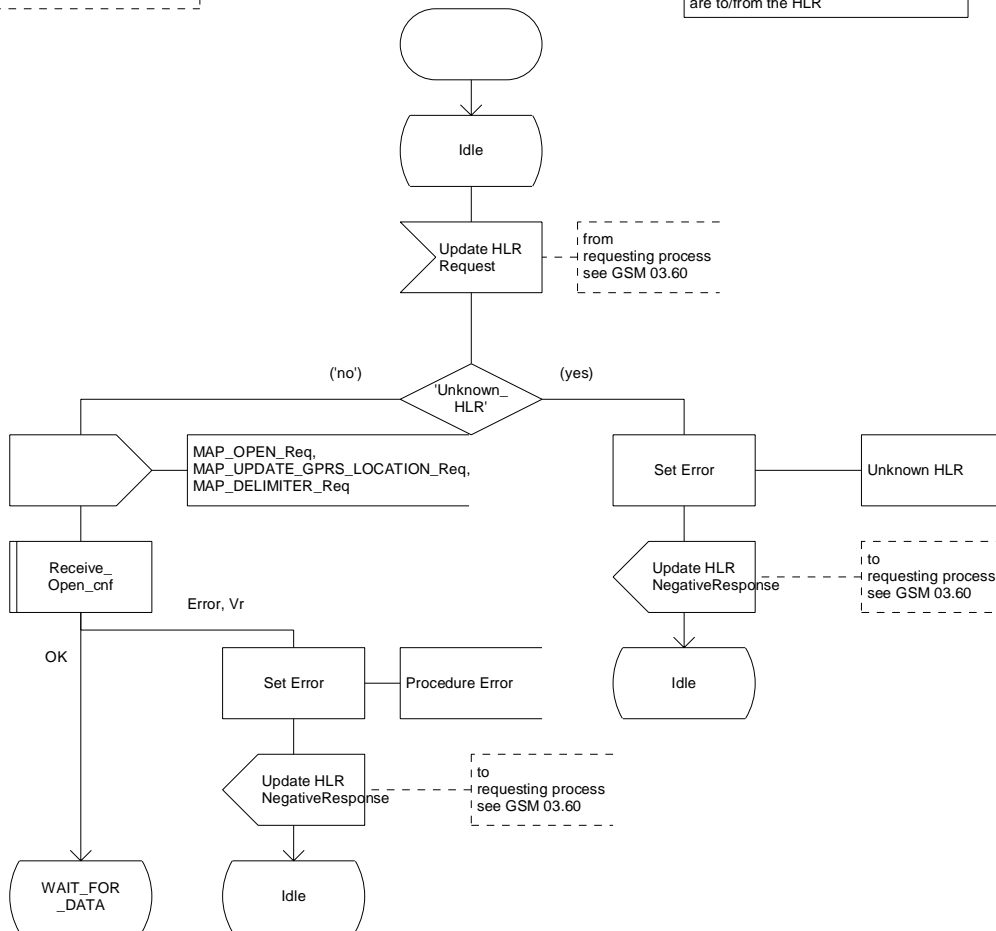 are to/from the HLR
Idle
Update HLR
Request
from
requesting process
see GSM 03.60
('no')
'Unknown_
HLR'
(yes)
MAP_OPEN_Req,
MAP_UPDATE_GPRS_LOCATION_Req,
MAP_DELIMITER_Req
Set Error
Unknown HLR
Receive_
Open_cnf
Update HLR
NegativeResponse
to
requesting process
see GSM 03.60
Error, Vr
OK
Set Error
Procedure Error
Idle
Update HLR
NegativeResponse
to
requesting process
see GSM 03.60
WAIT_FOR
_DATA
Idle